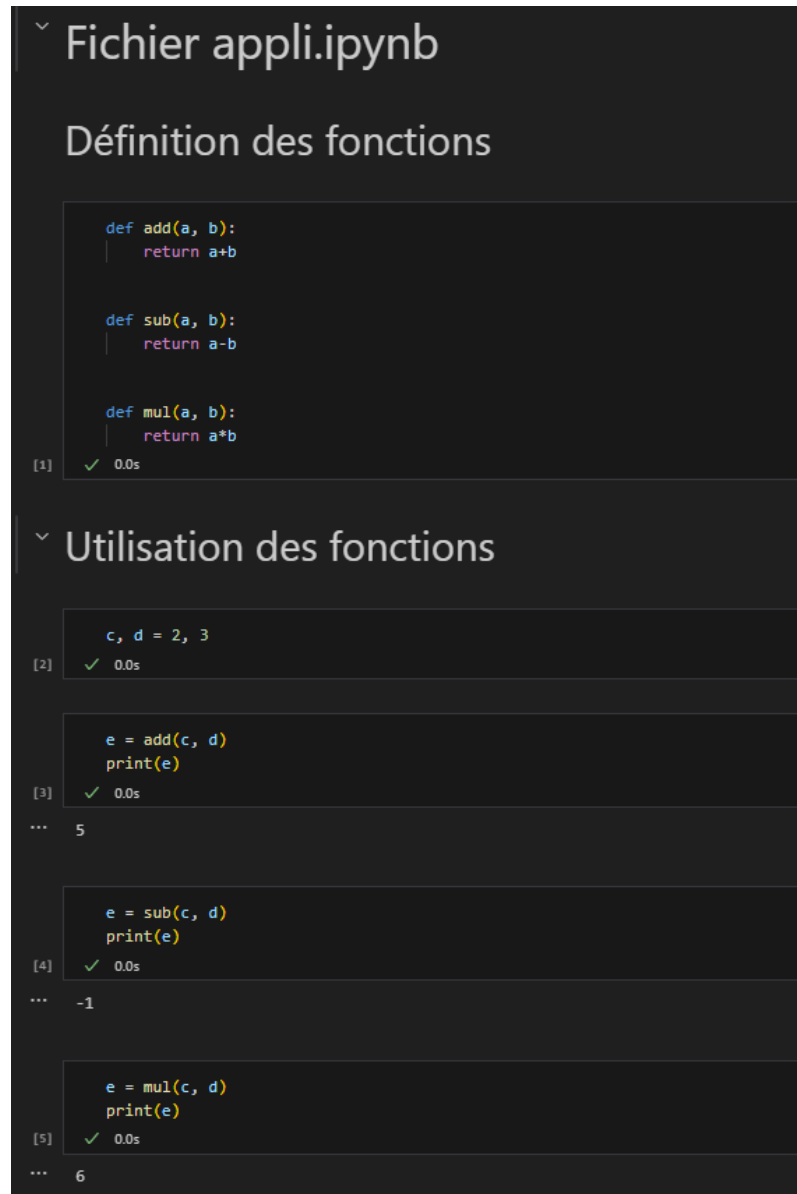 Fichier appli.ipynb
Définition des fonctions
def add(a, b):
return a+b
def sub(a, b):
return a-b
def mul(a, b):
return a*b
[1] ✓ 0.0s
Utilisation des fonctions
c, d = 2, 3
[2] ✓ 0.0s
e = add(c, d)
print(e)
[3] ✓ 0.0s
... 5
e = sub(c, d)
print(e)
[4] ✓ 0.0s
... -1
e = mul(c, d)
print(e)
[5] ✓ 0.0s
... 6